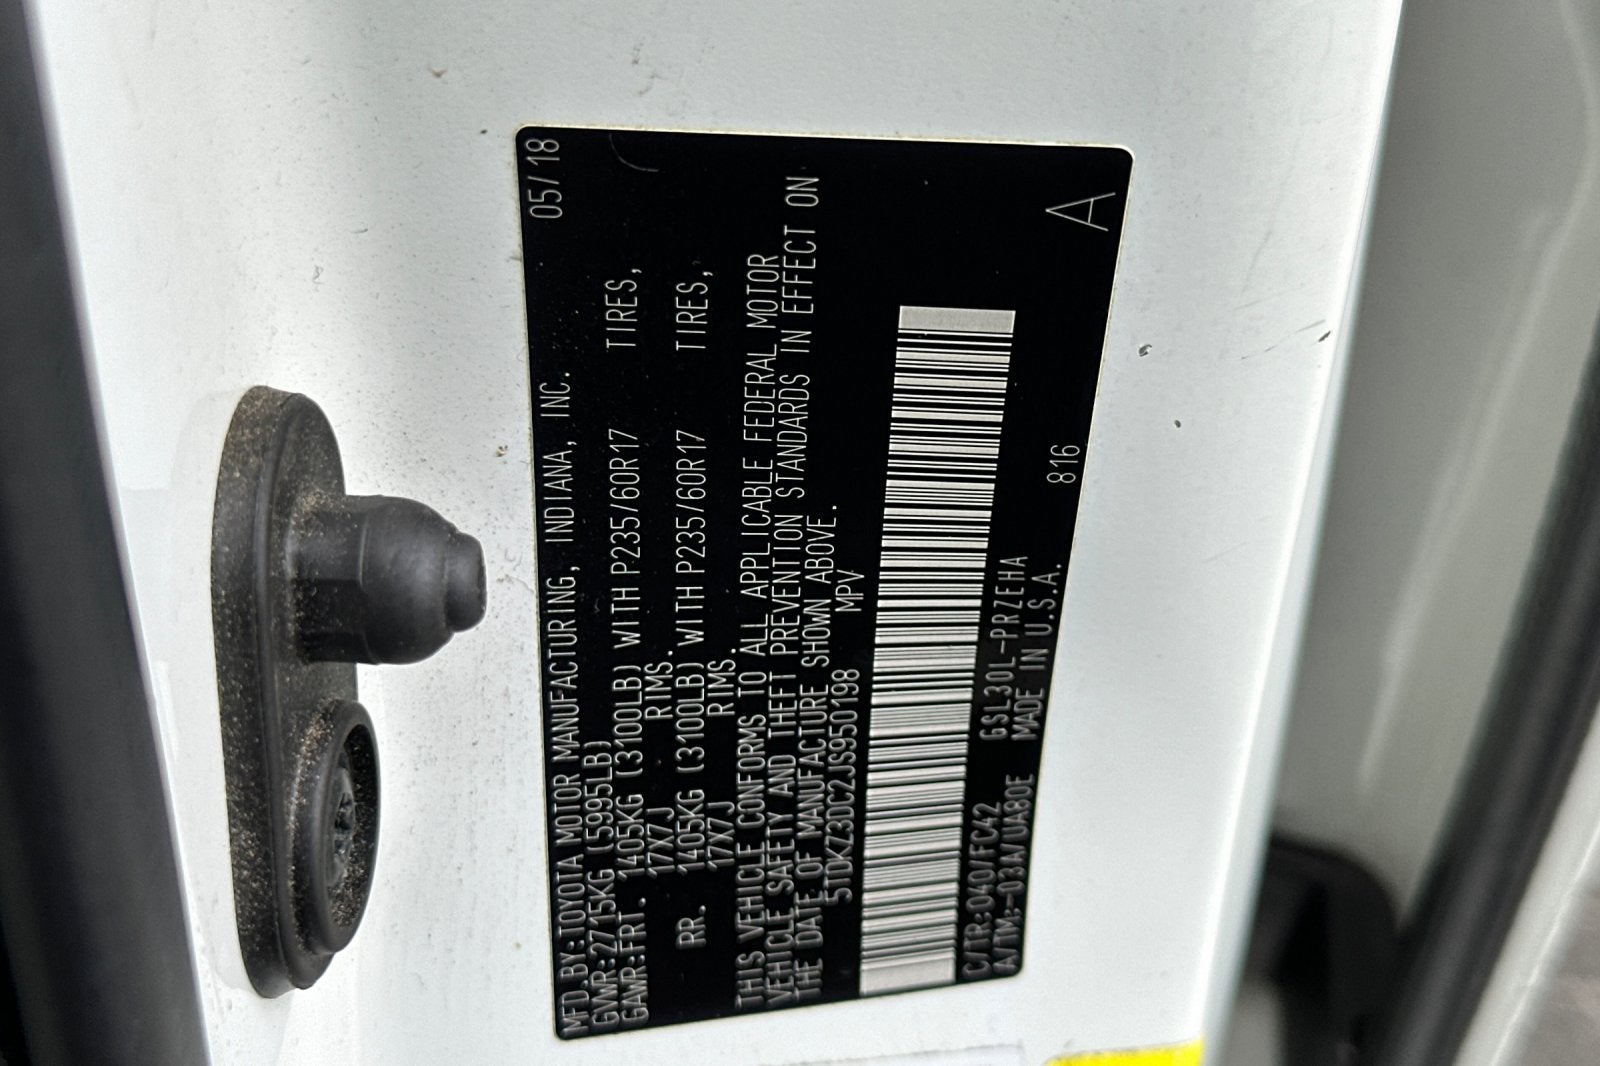 MFD.BY:TOYOTA MOTOR MANUFACTURING, INDIANA, INC. 05/18
GVWR:2715KG (5995LB)
GAWR:FRT. 1405KG (3100LB) WITH P235/60R17 TIRES,
17X7J RIMS.
RR. 1405KG (3100LB) WITH P235/60R17 TIRES,
17X7J RIMS.
THIS VEHICLE CONFORMS TO ALL APPLICABLE FEDERAL MOTOR
VEHICLE SAFETY AND THEFT PREVENTION STANDARDS IN EFFECT ON
THE DATE OF MANUFACTURE SHOWN ABOVE.
5TDKZ3DC2JS950198 MPV
C/TR:040/FC42 GSL30L-PRZEHA
A/TM:-03A/UA80E MADE IN U.S.A. 816
A